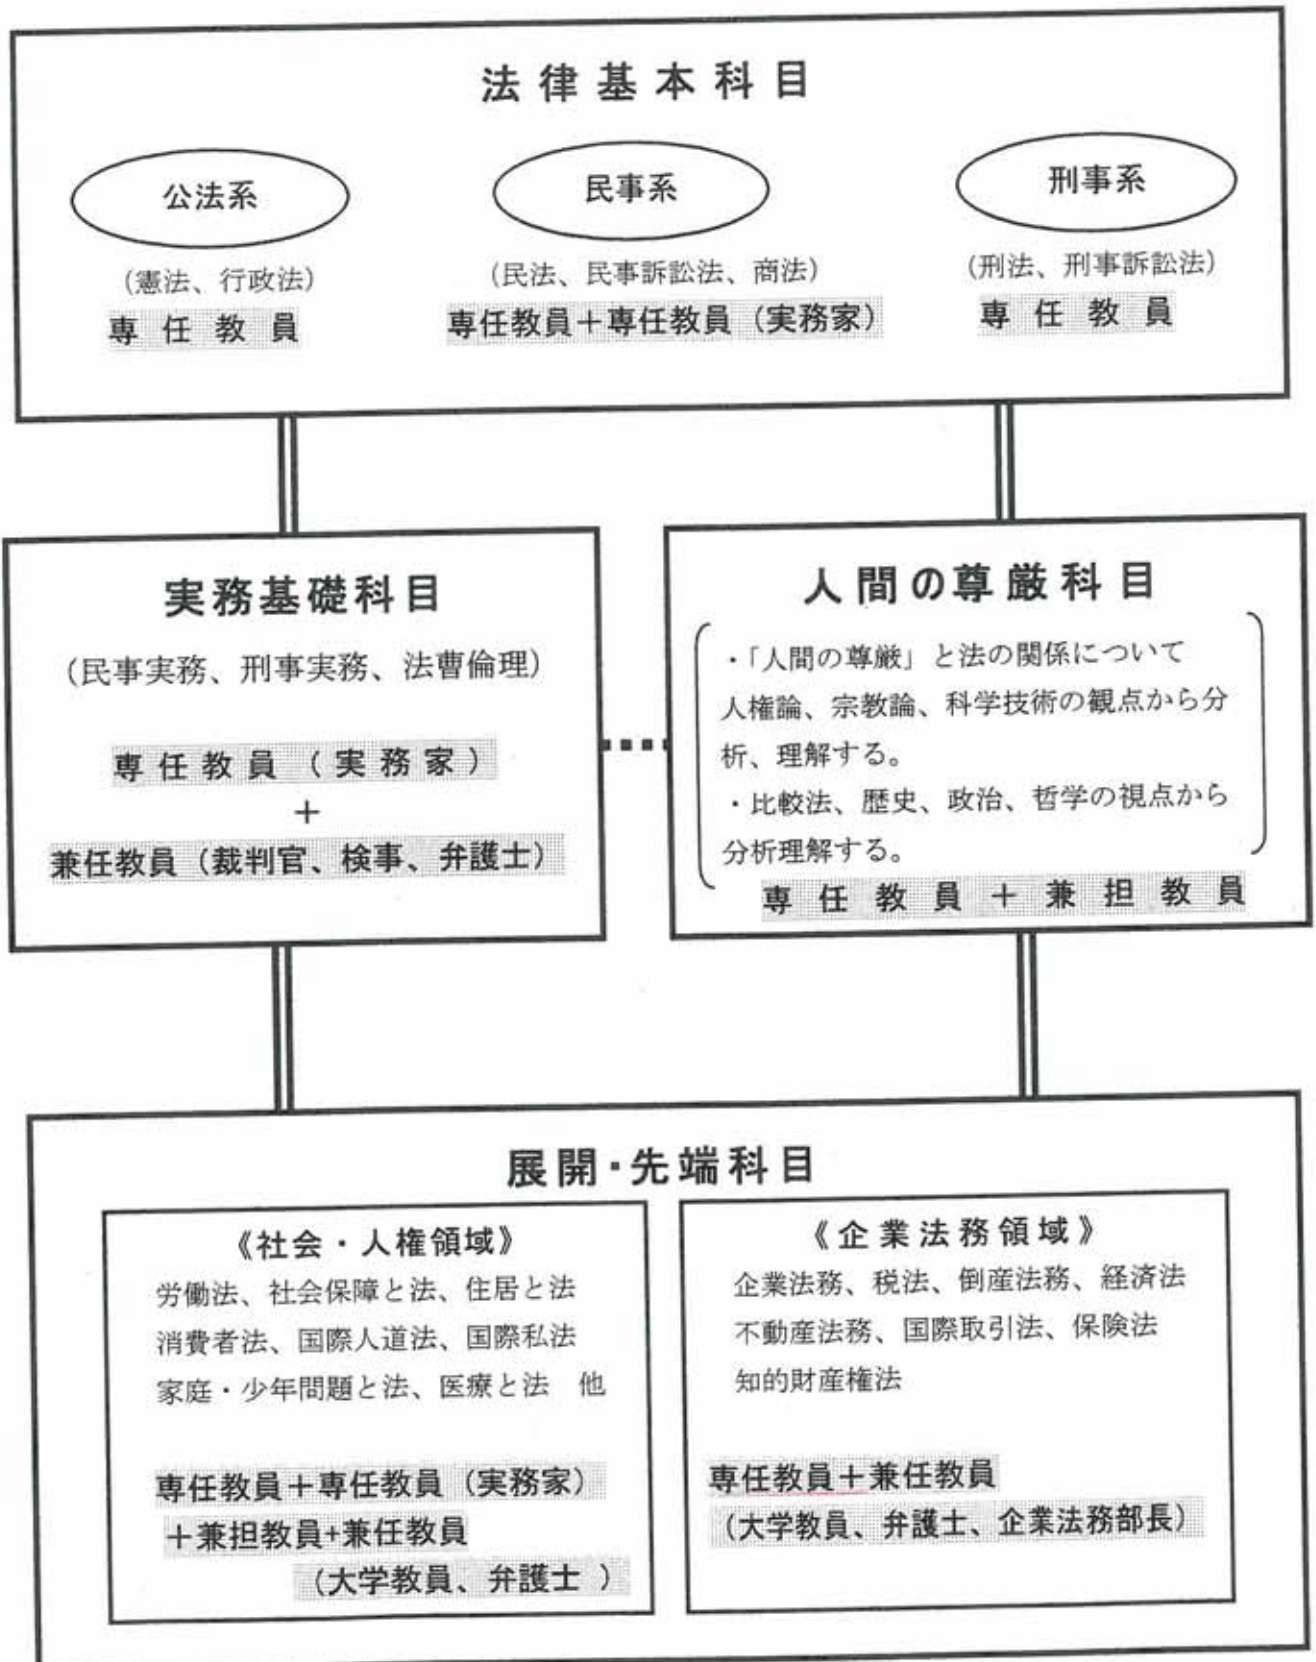 法律基本科目
公法系
民事系
刑事系
(憲法、行政法)
(民法、民事訴訟法、商法)
(刑法、刑事訴訟法)
専任教員
専任教員＋専任教員（実務家）
専任教員
実務基礎科目
（民事実務、刑事実務、法曹倫理）
専任教員（実務家）
＋
兼任教員（裁判官、検事、弁護士）
人間の尊厳科目
・「人間の尊厳」と法の関係について
人権論、宗教論、科学技術の観点から分
析、理解する。
・比較法、歴史、政治、哲学の視点から
分析理解する。
専任教員＋兼担教員
展開・先端科目
《社会・人権領域》
労働法、社会保障と法、住居と法
消費者法、国際人道法、国際私法
家庭・少年問題と法、医療と法　他
専任教員＋専任教員（実務家）
＋兼担教員+兼任教員
（大学教員、弁護士 ）
《企業法務領域》
企業法務、税法、倒産法務、経済法
不動産法務、国際取引法、保険法
知的財産権法
専任教員＋兼任教員
（大学教員、弁護士、企業法務部長）